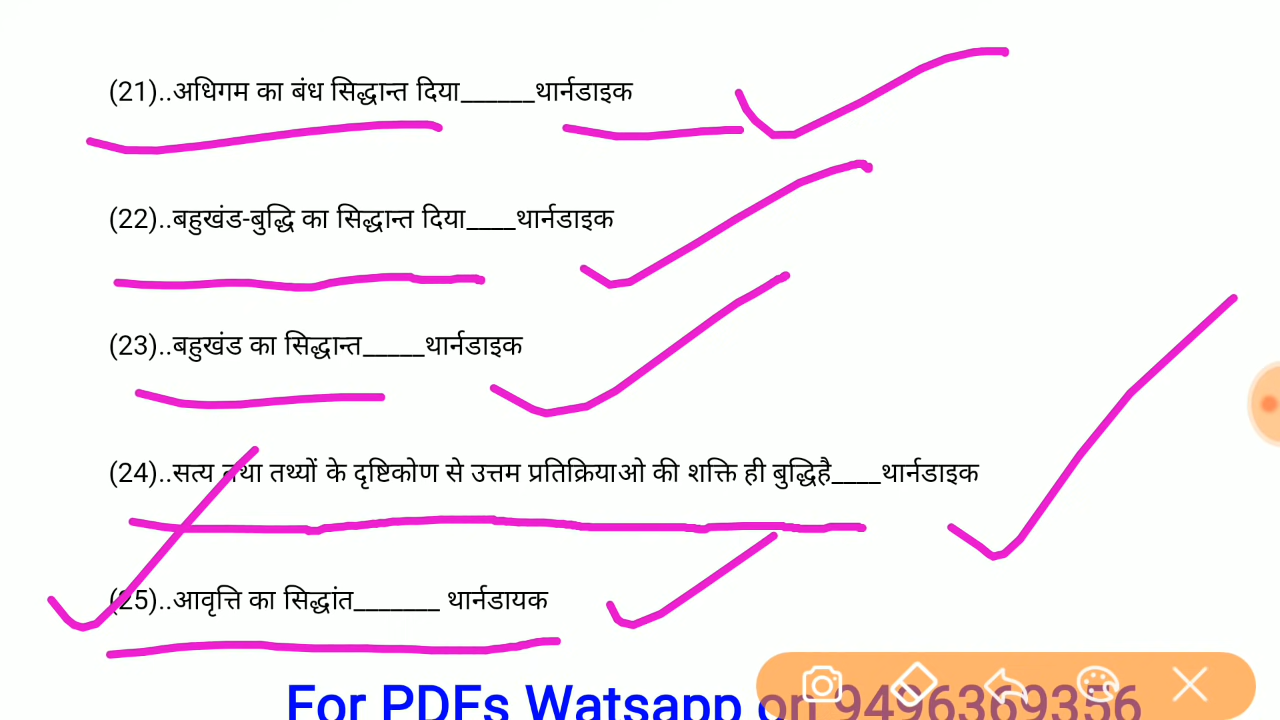 (21)..अधिगम का बंध सिद्धान्त दिया______थार्नडाइक
(22)..बहुखंड-बुद्धि का सिद्धान्त दिया____थार्नडाइक
(23)..बहुखंड का सिद्धान्त_____थार्नडाइक
(24)..सत्य तथा तथ्यों के दृष्टिकोण से उत्तम प्रतिक्रियाओ की शक्ति ही बुद्धिहै____थार्नडाइक
(25)..आवृत्ति का सिद्धांत_______ थार्नडायक
For PDFs Watsapp on 9496369356